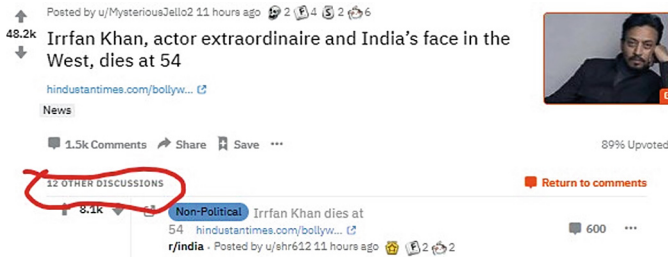 Posted by u/MysteriousJello2 11 hours ago 2 4 2 6
48.2k
Irrfan Khan, actor extraordinaire and India's face in the
West, dies at 54
hindustantimes.com/bollyw...
News
1.5k Comments Share Save ...
89% Upvoted
12 OTHER DISCUSSIONS
Return to comments
8.1k
Non-Political Irrfan Khan dies at
54 hindustantimes.com/bollyw...
600 ...
r/india · Posted by u/shr612 11 hours ago 2 2